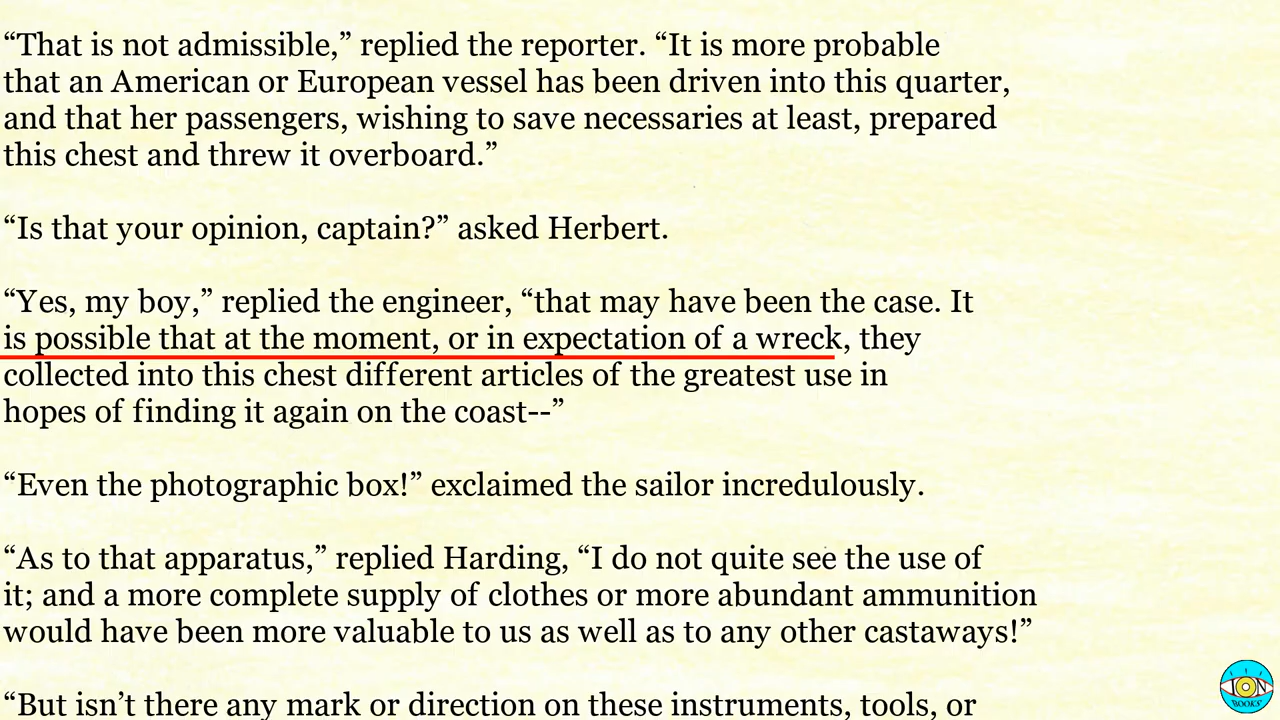 “That is not admissible,” replied the reporter. “It is more probable
that an American or European vessel has been driven into this quarter,
and that her passengers, wishing to save necessaries at least, prepared
this chest and threw it overboard.”
“Is that your opinion, captain?” asked Herbert.
“Yes, my boy,” replied the engineer, “that may have been the case. It
is possible that at the moment, or in expectation of a wreck, they
collected into this chest different articles of the greatest use in
hopes of finding it again on the coast--”
“Even the photographic box!” exclaimed the sailor incredulously.
“As to that apparatus,” replied Harding, “I do not quite see the use of
it; and a more complete supply of clothes or more abundant ammunition
would have been more valuable to us as well as to any other castaways!”
“But isn’t there any mark or direction on these instruments, tools, or
ION
BOOKS